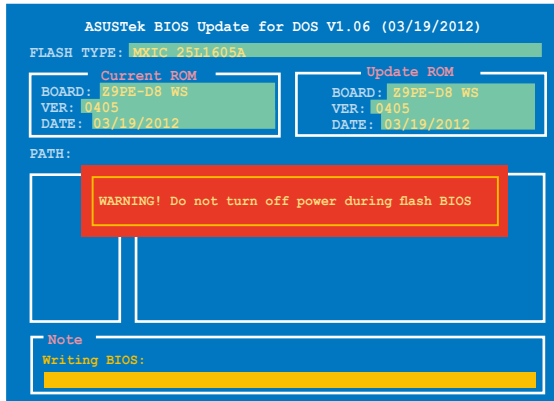 ASUSTek BIOS Update for DOS V1.06 (03/19/2012)
FLASH TYPE: MXIC 25L1605A
Current ROM
BOARD: Z9PE-D8 WS
VER: 0405
DATE: 03/19/2012
Update ROM
BOARD: Z9PE-D8 WS
VER: 0405
DATE: 03/19/2012
PATH:
WARNING! Do not turn off power during flash BIOS
Note
Writing BIOS: